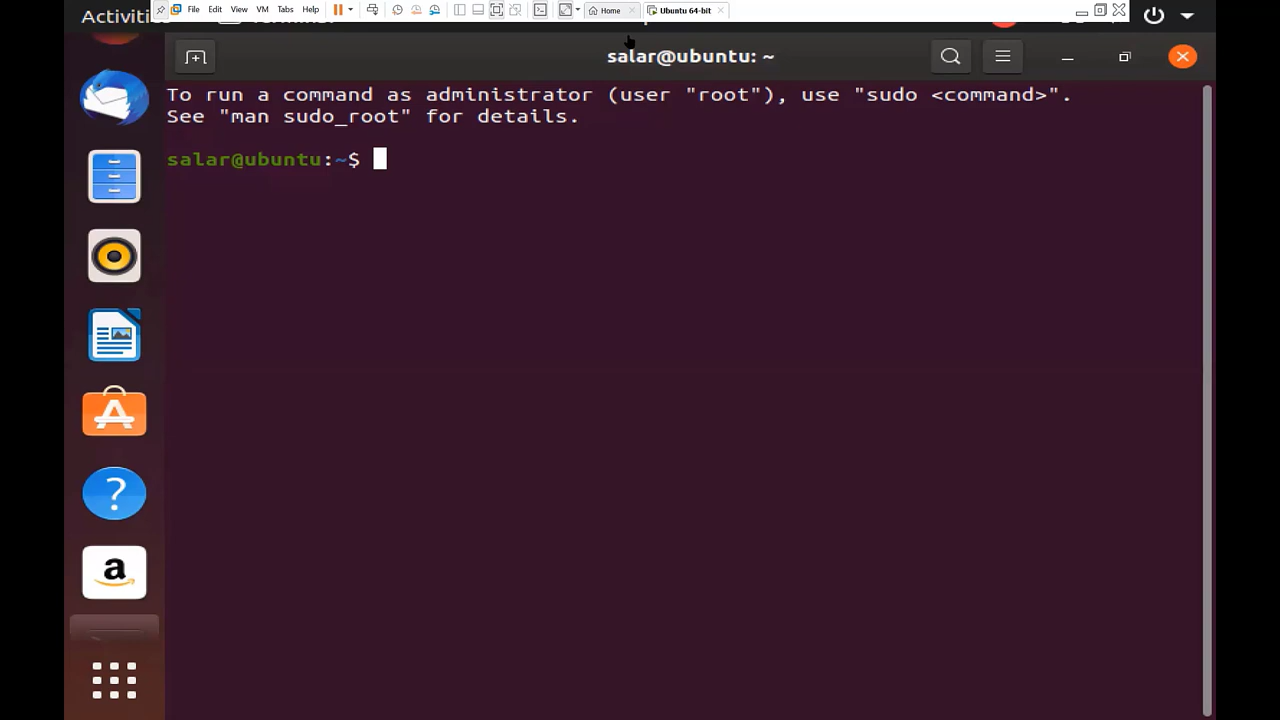 File Edit View VM Tabs Help
Home
Ubuntu 64-bit
Activiti
salar@ubuntu: ~
To run a command as administrator (user "root"), use "sudo <command>".
See "man sudo_root" for details.
salar@ubuntu:~$